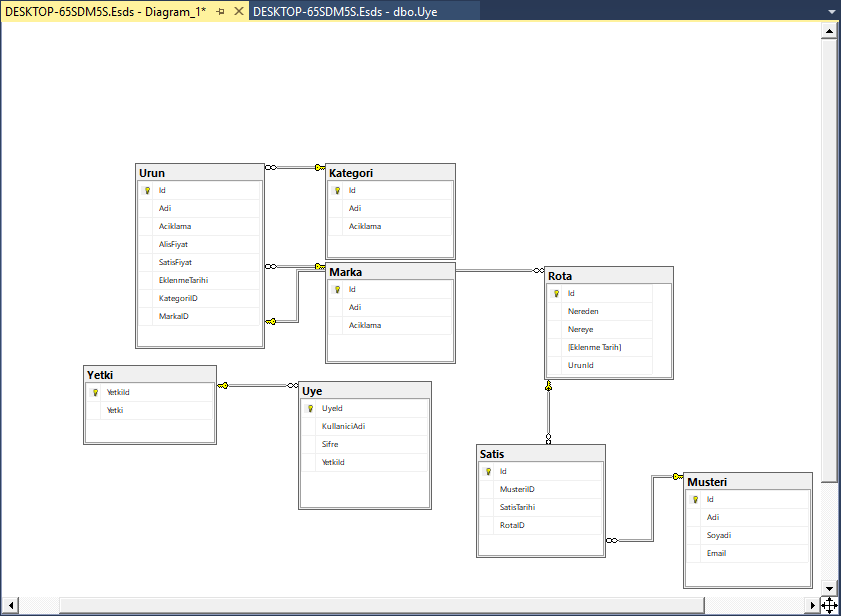 DESKTOP-65SDM5S.Esds - Diagram_1*
DESKTOP-65SDM5S.Esds - dbo.Uye
Urun
Id
Adi
Aciklama
AlisFiyat
SatisFiyat
EklenmeTarihi
KategoriID
MarkaID
Kategori
Id
Adi
Aciklama
Marka
Id
Adi
Aciklama
Rota
Id
Nereden
Nereye
[Eklenme Tarih]
UrunId
Yetki
YetkiId
Yetki
Uye
UyeId
KullaniciAdi
Sifre
YetkiId
Satis
Id
MusteriID
SatisTarihi
RotaID
Musteri
Id
Adi
Soyadi
Email